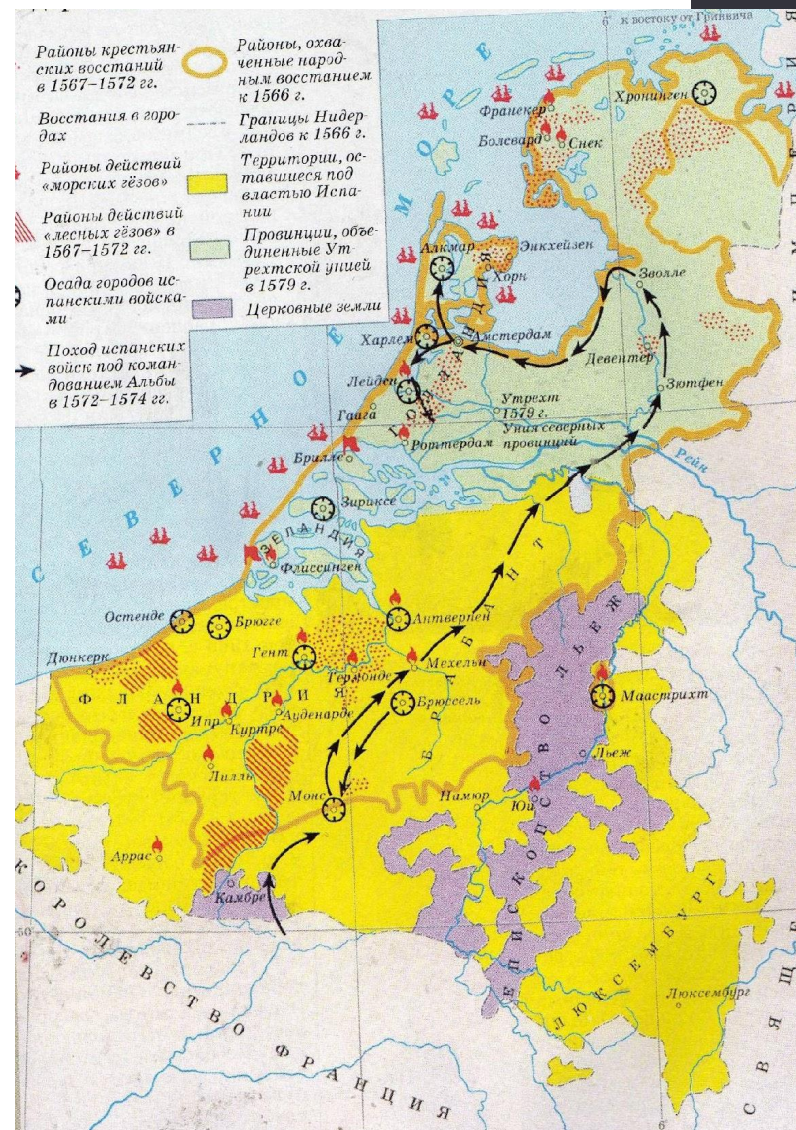 Районы крестьян-
ских восстаний
в 1567–1572 гг.
Восстания в горо-
дах
Районы действий
«морских гёзов»
Районы действий
«лесных гёзов» в
1567–1572 гг.
Осада городов ис-
панскими войска-
ми
Поход испанских
войск под коман-
дованием Альбы
в 1572–1574 гг.
Районы, охва-
ченные народ-
ным восстанием
к 1566 г.
Границы Нидер-
ландов к 1566 г.
Территории, ос-
тавшиеся под
властью Испа-
нии
Провинции, объе-
диненные Ут-
рехтской унией
в 1579 г.
Церковные земли
6° к востоку от Гринвича
СЕВЕРНОЕ МОРЕ
Франекер
Хронинген
Болсвард
Снек
Алкмар
Энкхейзен
Хорн
Зволле
Харлем
Амстердам
ГОЛЛАНДИЯ
Девентер
Лейден
Зютфен
Гаага
Утрехт
1579 г.
Уния северных
провинций
Роттердам
Брилле
Рейн
Зириксе
ЗЕЛАНДИЯ
Флиссинген
Остенде
Брюгге
Антверпен
БРАБАНТ
Гент
Дюнкерк
Термонде
Мехельн
ФЛАНДРИЯ
Ипр
Куртре
Ауденарде
Брюссель
Маастрихт
Лилль
Льеж
Монс
Намюр
Юи
ЕПИСКОПСТВО ЛЬЕЖ
Аррас
Камбре
50°
КОРОЛЕВСТВО ФРАНЦИЯ
ЛЮКСЕМБУРГ
Люксембург
СВЯЩЕ
6°